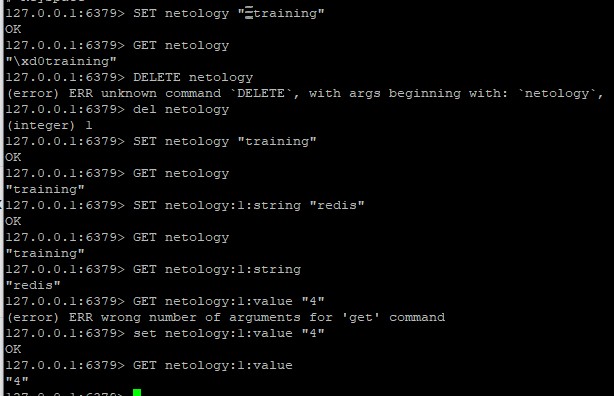 127.0.0.1:6379> SET netology "training"
OK
127.0.0.1:6379> GET netology
"\xd0training"
127.0.0.1:6379> DELETE netology
(error) ERR unknown command `DELETE`, with args beginning with: `netology`,
127.0.0.1:6379> del netology
(integer) 1
127.0.0.1:6379> SET netology "training"
OK
127.0.0.1:6379> GET netology
"training"
127.0.0.1:6379> SET netology:1:string "redis"
OK
127.0.0.1:6379> GET netology
"training"
127.0.0.1:6379> GET netology:1:string
"redis"
127.0.0.1:6379> GET netology:1:value "4"
(error) ERR wrong number of arguments for 'get' command
127.0.0.1:6379> set netology:1:value "4"
OK
127.0.0.1:6379> GET netology:1:value
"4"
127.0.0.1:6379>